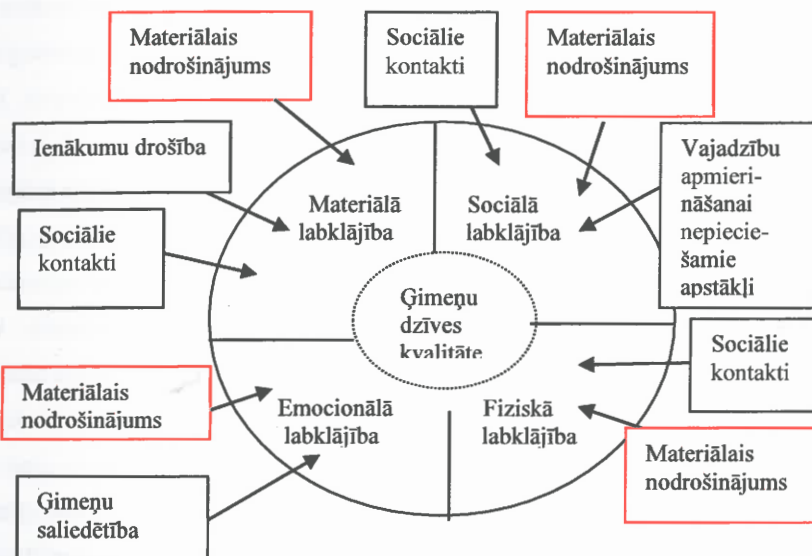 Materiālais
nodrošinājums
Sociālie
kontakti
Materiālais
nodrošinājums
Ienākumu drošība
Vajadzību
apmieri-
nāšanai
nepiecie-
šamie
apstākļi
Materiālā
labklājība
Sociālā
labklājība
Sociālie
kontakti
Ģimeņu
dzīves
kvalitāte
Sociālie
kontakti
Materiālais
nodrošinājums
Emocionālā
labklājība
Fiziskā
labklājība
Materiālais
nodrošinājums
Ģimeņu
saliedētība